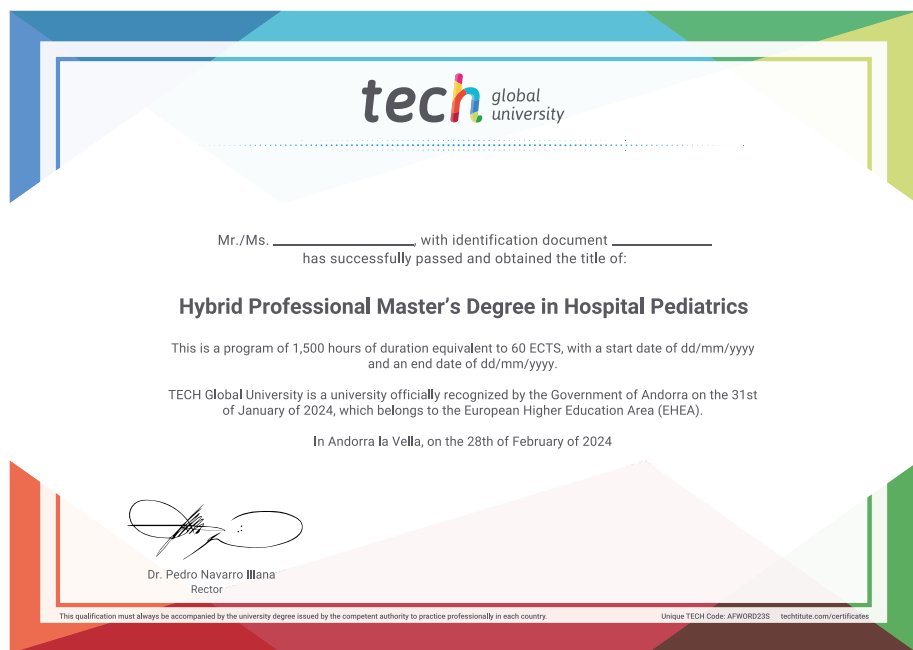 tech global
university
Mr./Ms. ____________, with identification document ____________
has successfully passed and obtained the title of:
Hybrid Professional Master’s Degree in Hospital Pediatrics
This is a program of 1,500 hours of duration equivalent to 60 ECTS, with a start date of dd/mm/yyyy
and an end date of dd/mm/yyyy.
TECH Global University is a university officially recognized by the Government of Andorra on the 31st
of January of 2024, which belongs to the European Higher Education Area (EHEA).
In Andorra la Vella, on the 28th of February of 2024
Dr. Pedro Navarro Illana
Rector
This qualification must always be accompanied by the university degree issued by the competent authority to practice professionally in each country.
Unique TECH Code: AFWORD23S techtitute.com/certificates